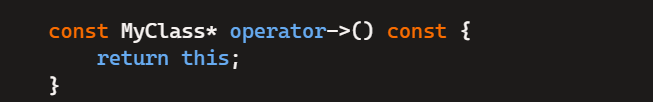 const MyClass* operator->() const {
    return this;
}